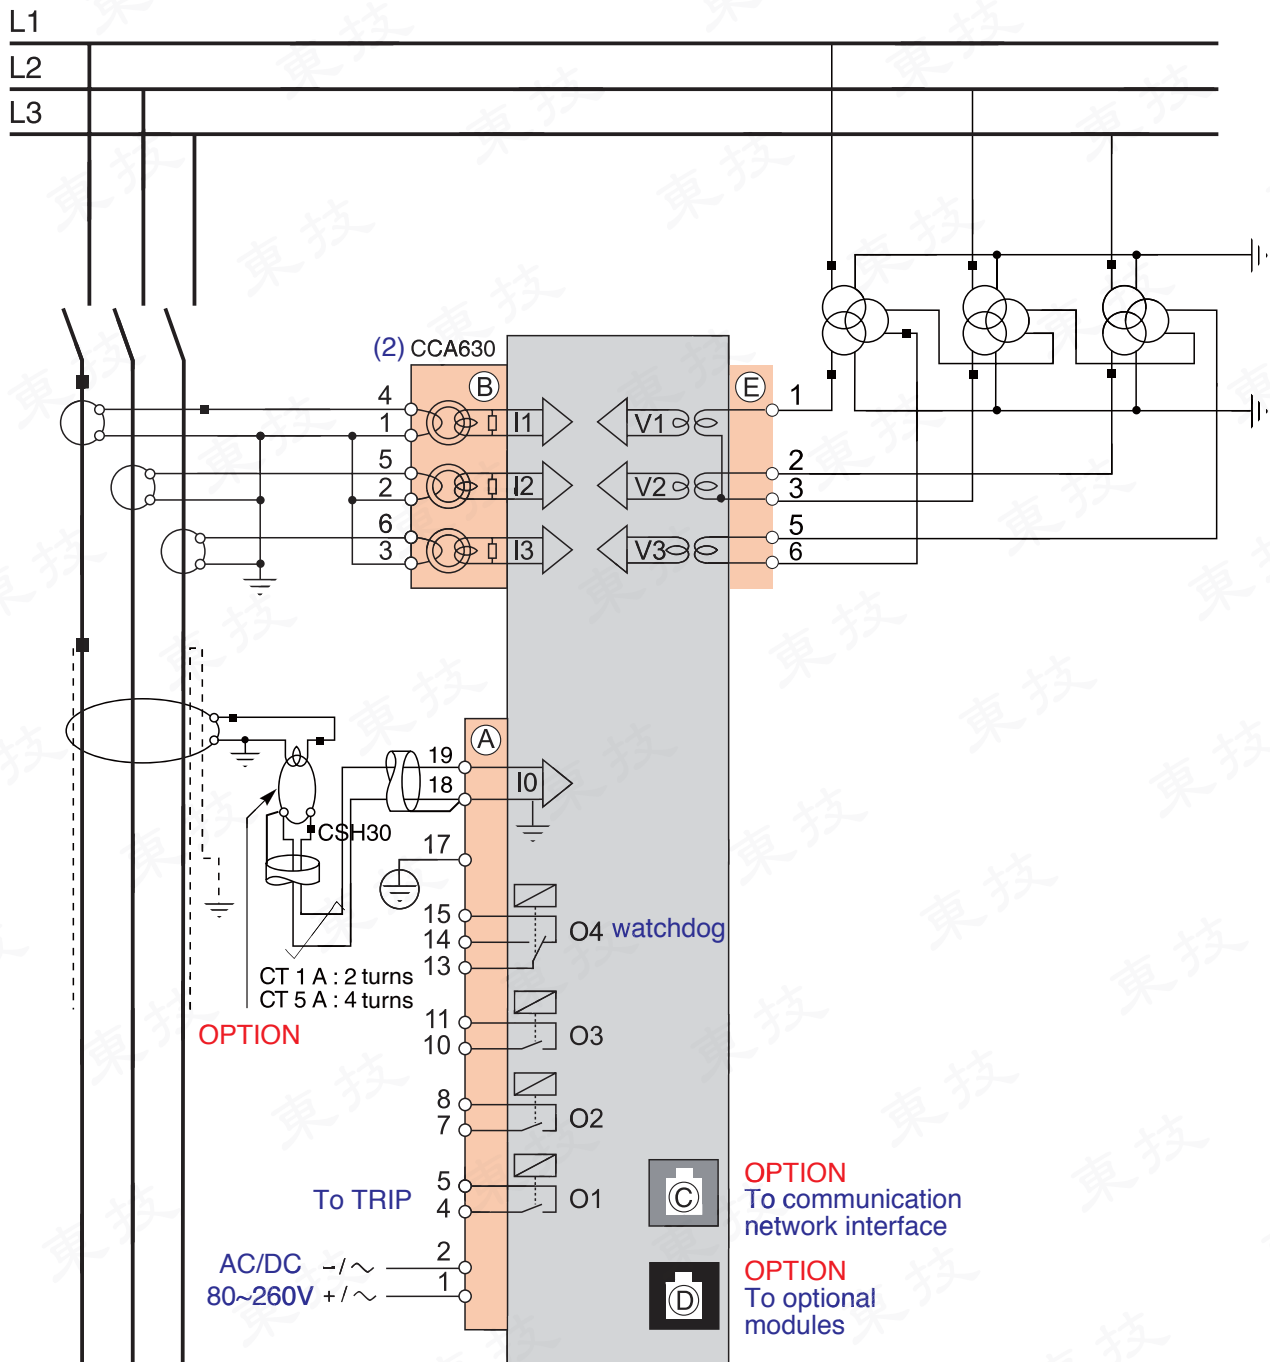 L1
L2
L3
(2) CCA630
B
E
4
1
5
2
6
3
I1
I2
I3
V1
V2
V3
1
2
3
5
6
A
19
18
I0
CSH30
17
15
14
13
O4 watchdog
CT 1 A : 2 turns
CT 5 A : 4 turns
OPTION
11
10
O3
8
7
O2
To TRIP
5
4
O1
AC/DC -/~
80~260V +/~
2
1
C
OPTION
To communication
network interface
D
OPTION
To optional
modules
東技